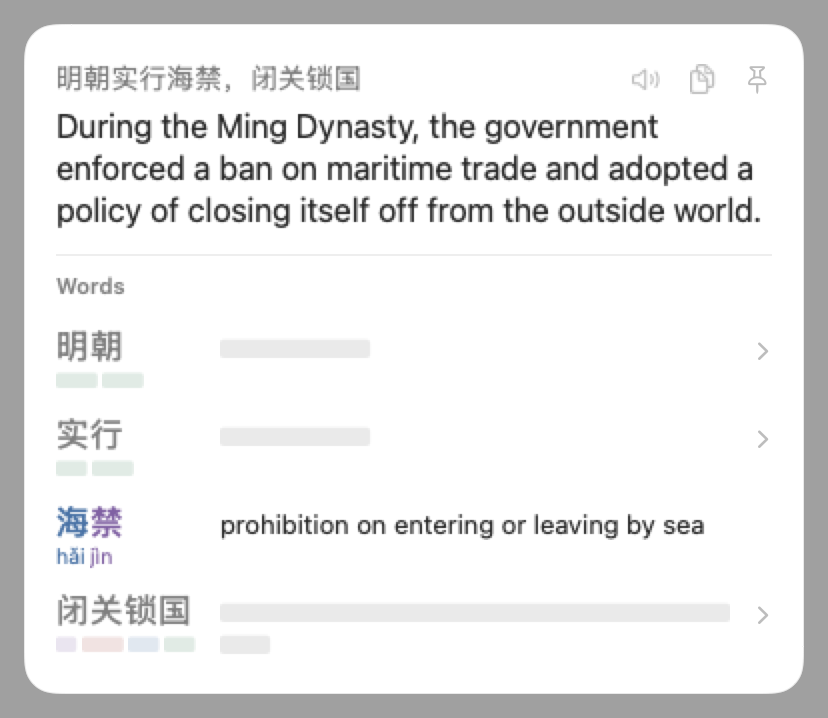 明朝实行海禁，闭关锁国
During the Ming Dynasty, the government
enforced a ban on maritime trade and adopted a
policy of closing itself off from the outside world.
Words
明朝
实行
海禁 prohibition on entering or leaving by sea
hǎi jìn
闭关锁国